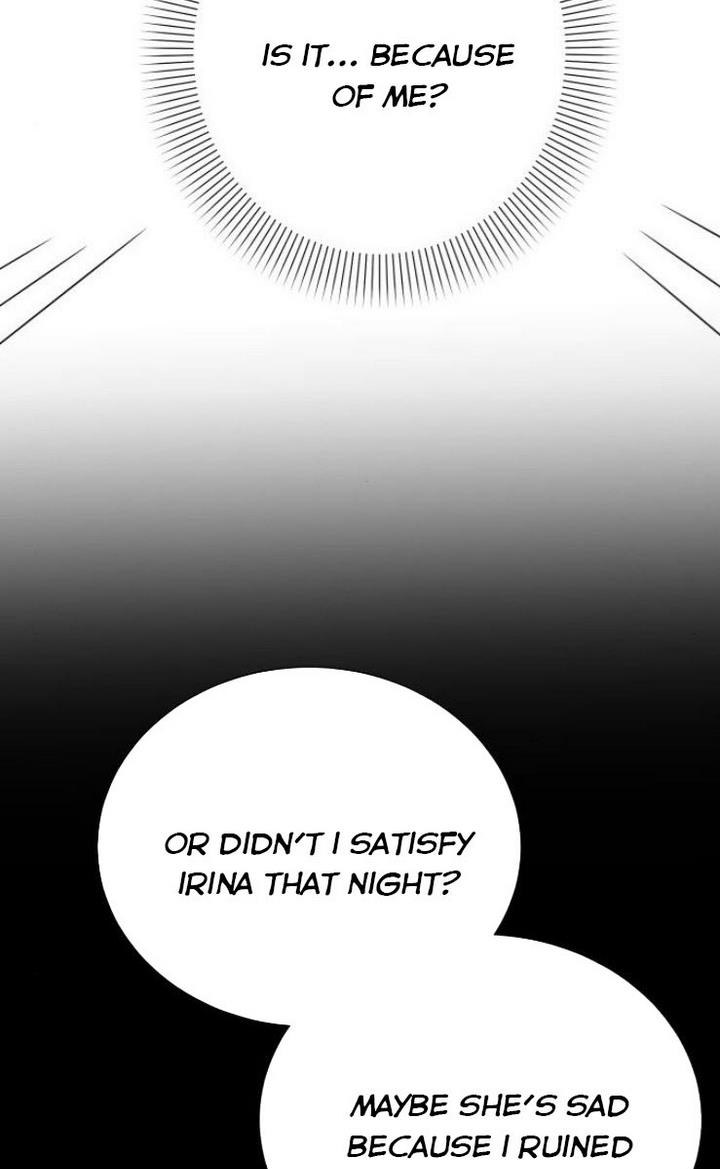 IS IT... BECAUSE
OF ME?
OR DIDN'T I SATISFY
IRINA THAT NIGHT?
MAYBE SHE'S SAD
BECAUSE I RUINED